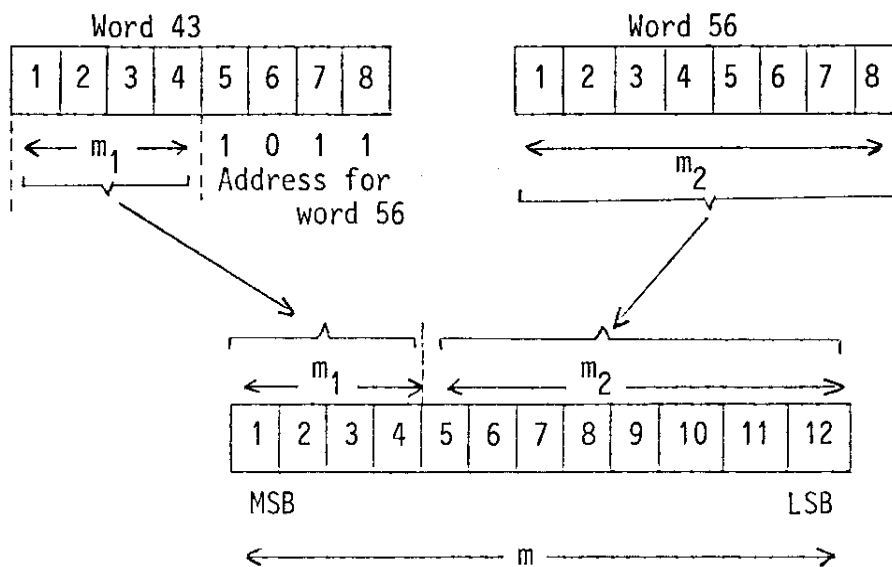 Word 43
Word 56
1 2 3 4 5 6 7 8
1 2 3 4 5 6 7 8
m1
1 0 1 1
Address for
word 56
m2
m1
m2
1 2 3 4 5 6 7 8 9 10 11 12
MSB
LSB
m